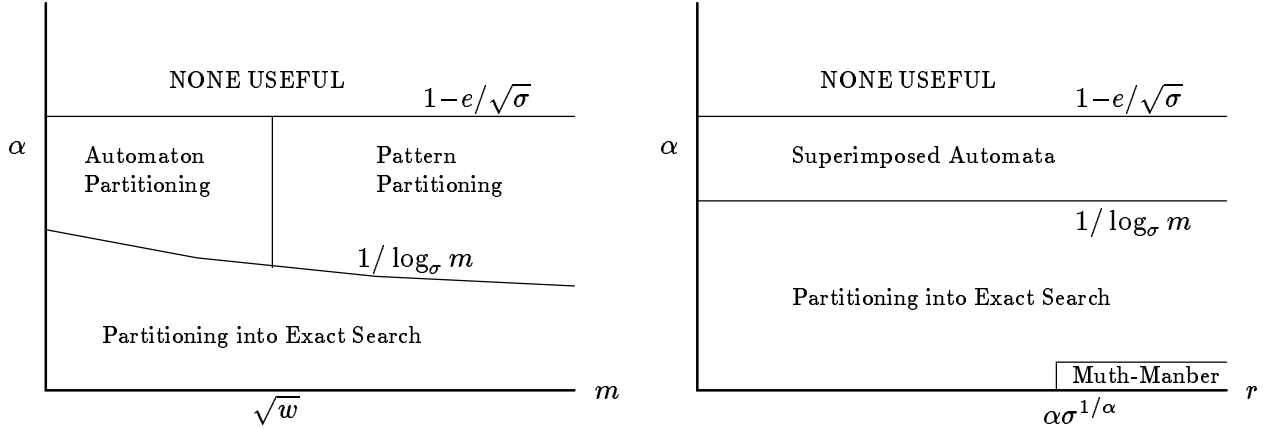 NONE USEFUL
1−e/√σ
α
Automaton
Partitioning
Pattern
Partitioning
1/ log_σ m
Partitioning into Exact Search
m
√w
NONE USEFUL
1−e/√σ
α
Superimposed Automata
1/ log_σ m
Partitioning into Exact Search
Muth-Manber
r
ασ^{1/α}